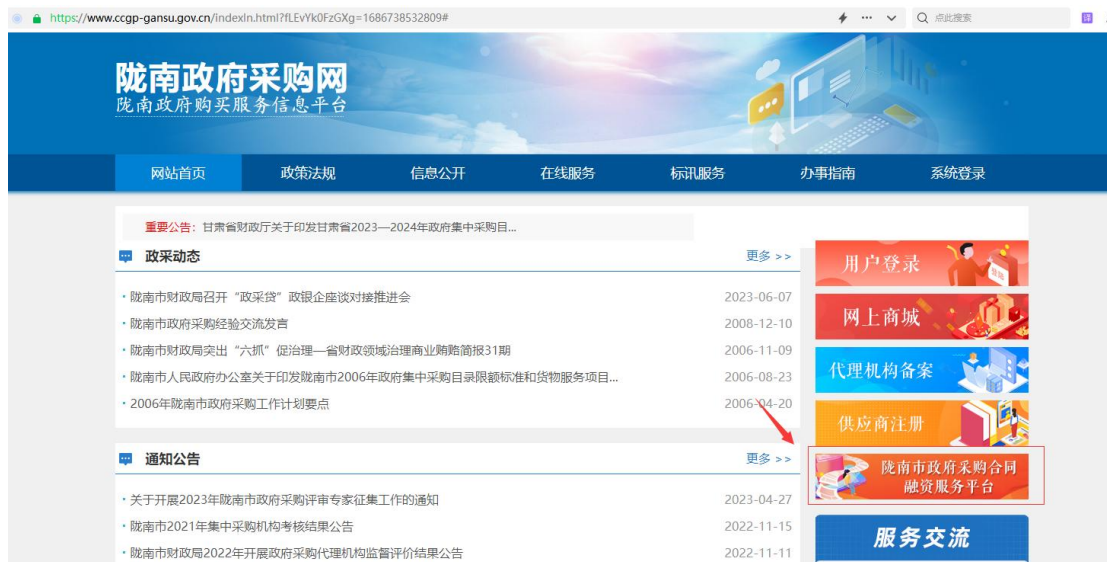 https://www.ccgp-gansu.gov.cn/indexln.html?fLEvYk0FzGXg=1686738532809#
点此搜索
译
陇南政府采购网
陇南政府购买服务信息平台
网站首页 政策法规 信息公开 在线服务 标讯服务 办事指南 系统登录
重要公告：甘肃省财政厅关于印发甘肃省2023—2024年政府集中采购目...
政采动态 更多 >>
·陇南市财政局召开“政采贷”政银企座谈对接推进会 2023-06-07
·陇南市政府采购经验交流发言 2008-12-10
·陇南市财政局突出“六抓”促治理—省财政领域治理商业贿赂简报31期 2006-11-09
·陇南市人民政府办公室关于印发陇南市2006年政府集中采购目录限额标准和货物服务项目... 2006-08-23
·2006年陇南市政府采购工作计划要点 2006-04-20
通知公告 更多 >>
·关于开展2023年陇南市政府采购评审专家征集工作的通知 2023-04-27
·陇南市2021年集中采购机构考核结果公告 2022-11-15
·陇南市财政局2022年开展政府采购代理机构监督评价结果公告 2022-11-11
用户登录
网上商城
代理机构备案
供应商注册
陇南市政府采购合同
融资服务平台
服务交流